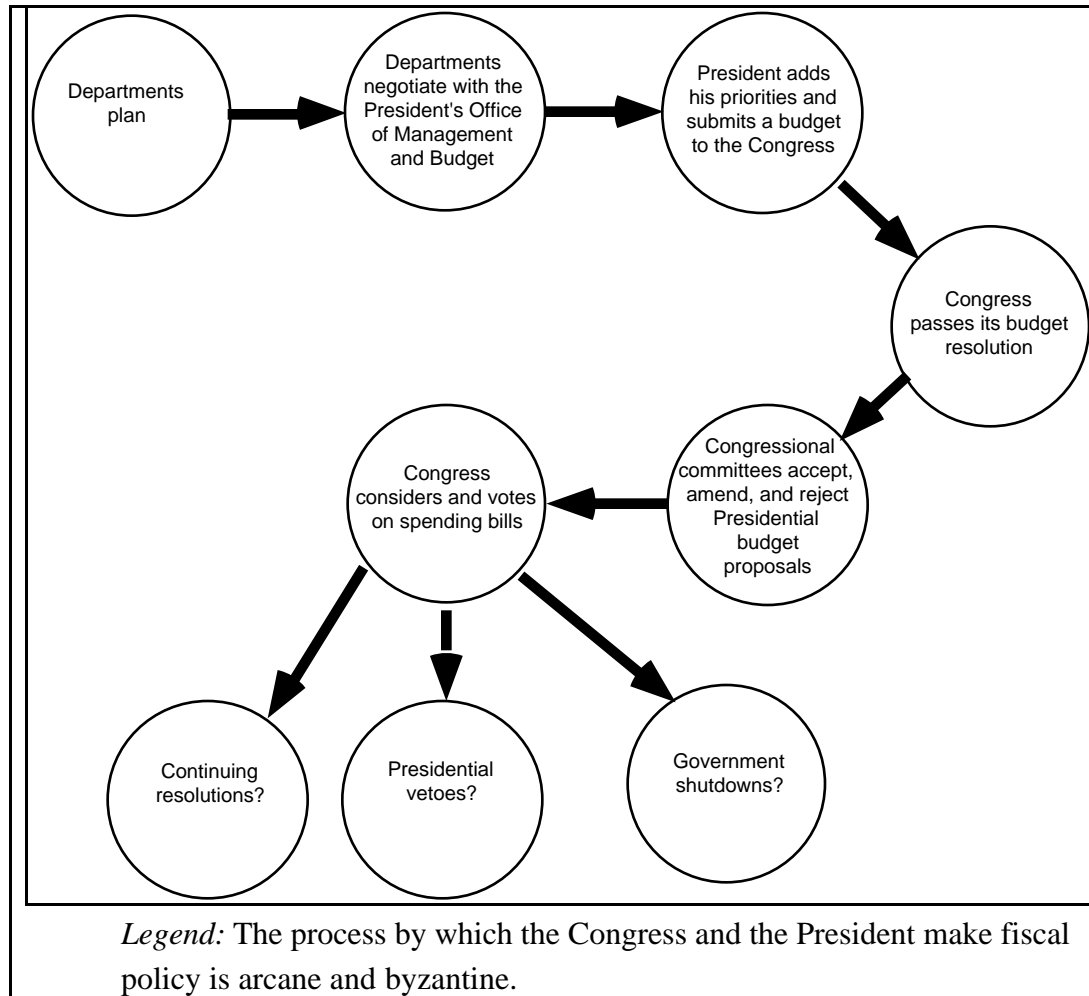 Departments
plan
Departments
negotiate with the
President's Office
of Management
and Budget
President adds
his priorities and
submits a budget
to the Congress
Congress
passes its budget
resolution
Congressional
committees accept,
amend, and reject
Presidential
budget
proposals
Congress
considers and votes
on spending bills
Continuing
resolutions?
Presidential
vetoes?
Government
shutdowns?
Legend: The process by which the Congress and the President make fiscal
policy is arcane and byzantine.